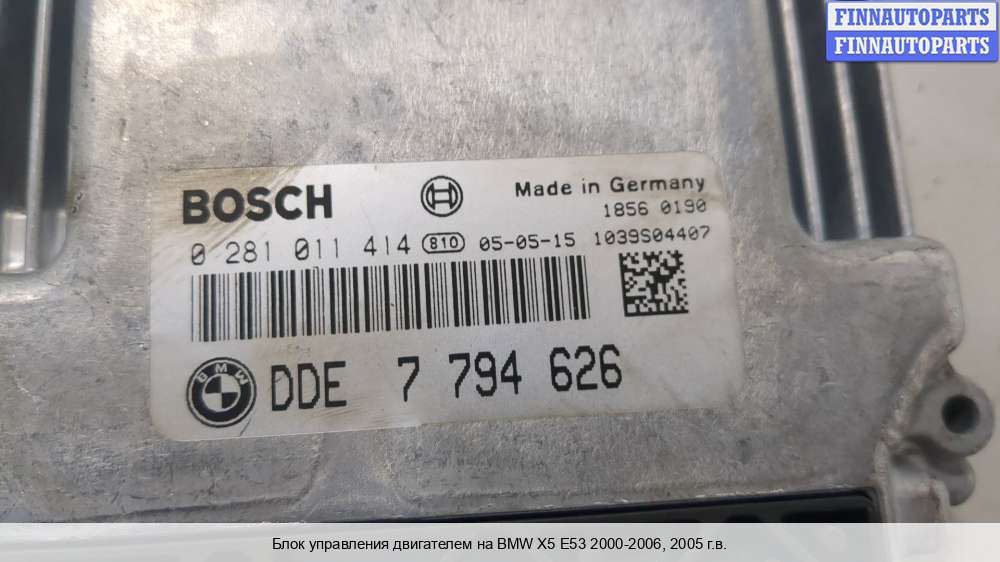 FINNAUTOPARTS
FINNAUTOPARTS
BOSCH
Made in Germany
1856 0190
0 281 011 414 810 05-05-15 1039S04407
BMW DDE 7 794 626
Блок управления двигателем на BMW X5 E53 2000-2006, 2005 г.в.